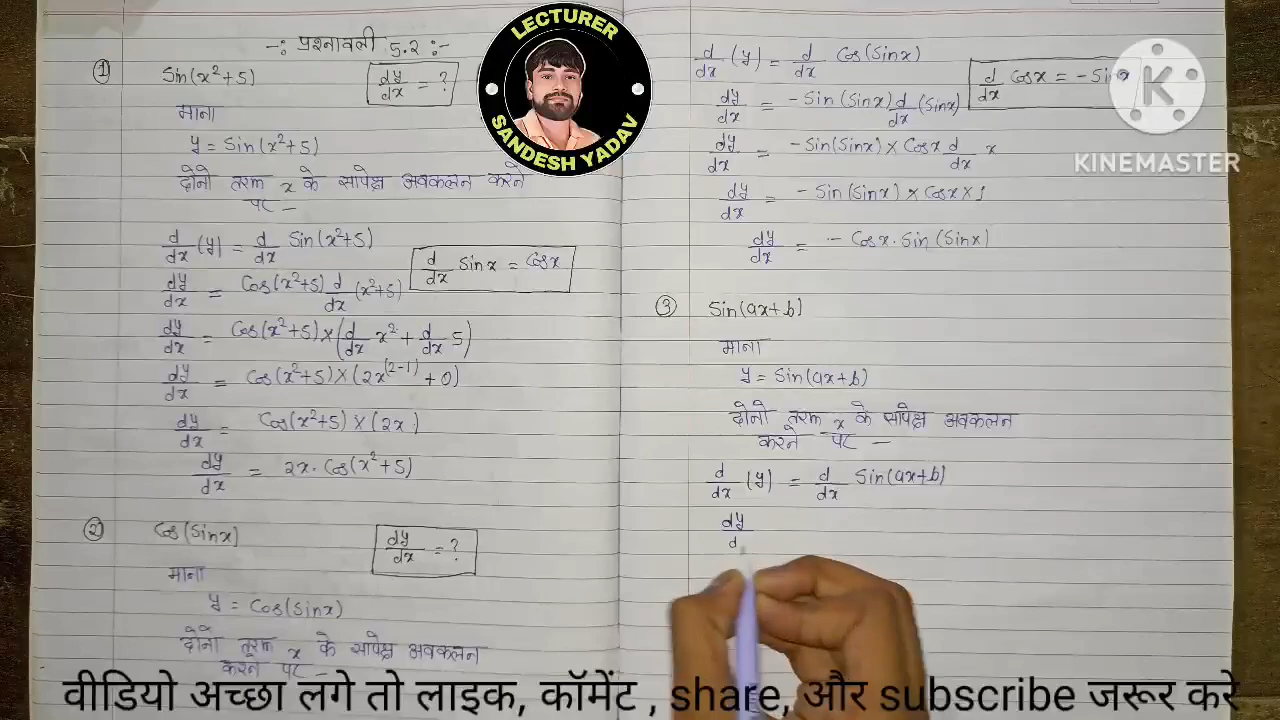 -: प्रश्नावली 5.2 :-
① Sin(x²+5) dy/dx = ?
माना
y = Sin(x²+5)
दोनो तरफ x के सापेक्ष अवकलन करने
पर -
d/dx (y) = d/dx Sin(x²+5)
d/dx Sinx = Cosx
dy/dx = Cos(x²+5) d/dx (x²+5)
dy/dx = Cos(x²+5) × (d/dx x² + d/dx 5)
dy/dx = Cos(x²+5) × (2x⁽²⁻¹⁾ + 0)
dy/dx = Cos(x²+5) × (2x)
dy/dx = 2x · Cos(x²+5)
② Cos(Sinx) dy/dx = ?
माना
y = Cos(Sinx)
दोनो तरफ x के सापेक्ष अवकलन
करने पर -
LECTURER
SANDESH YADAV
d/dx (y) = d/dx Cos(Sinx)
d/dx Cosx = -Sinx
dy/dx = -Sin(Sinx) d/dx (Sinx)
dy/dx = -Sin(Sinx) × Cosx d/dx x
dy/dx = - Sin(Sinx) × Cosx × 1
dy/dx = - Cosx · Sin(Sinx)
K
KINEMASTER
③ Sin(ax+b)
माना
y = Sin(ax+b)
दोनो तरफ x के सापेक्ष अवकलन
करने पर -
d/dx (y) = d/dx Sin(ax+b)
dy/d
वीडियो अच्छा लगे तो लाइक, कॉमेंट , share, और subscribe जरूर करे